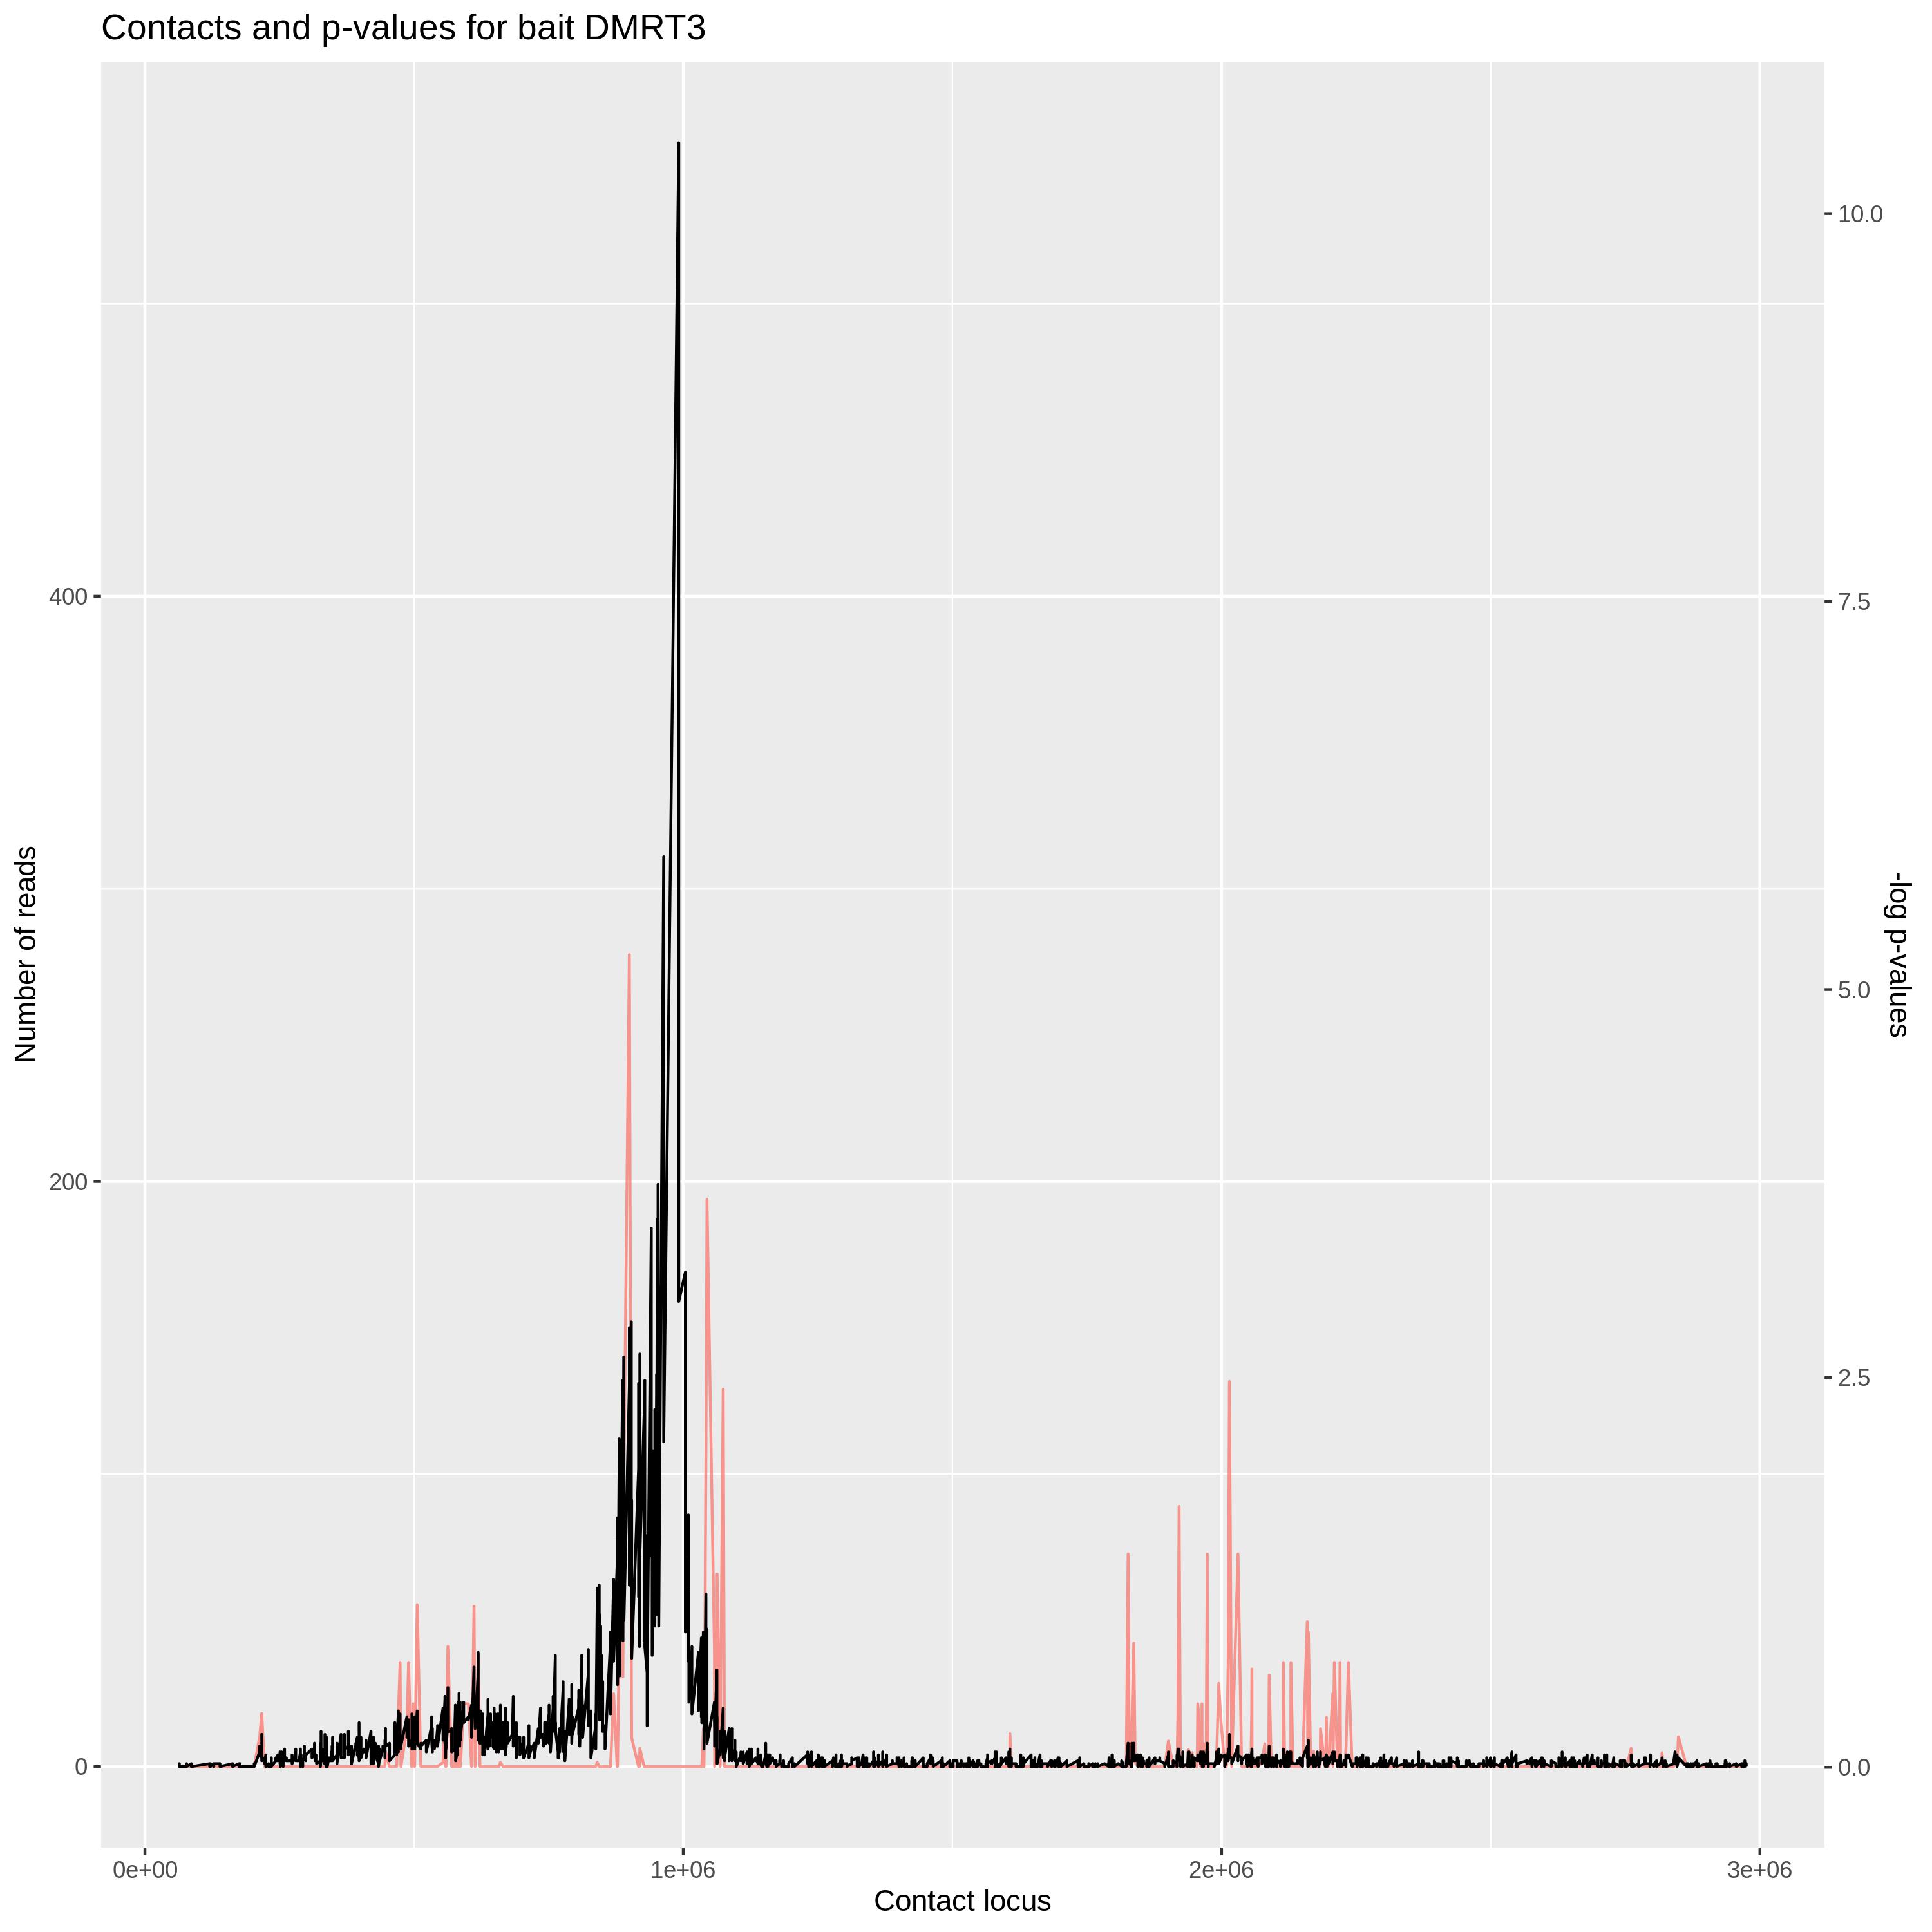 Contacts and p-values for bait DMRT3
Number of reads
400
200
0
10.0
7.5
5.0
2.5
0.0
-log p-values
0e+00
1e+06
2e+06
3e+06
Contact locus